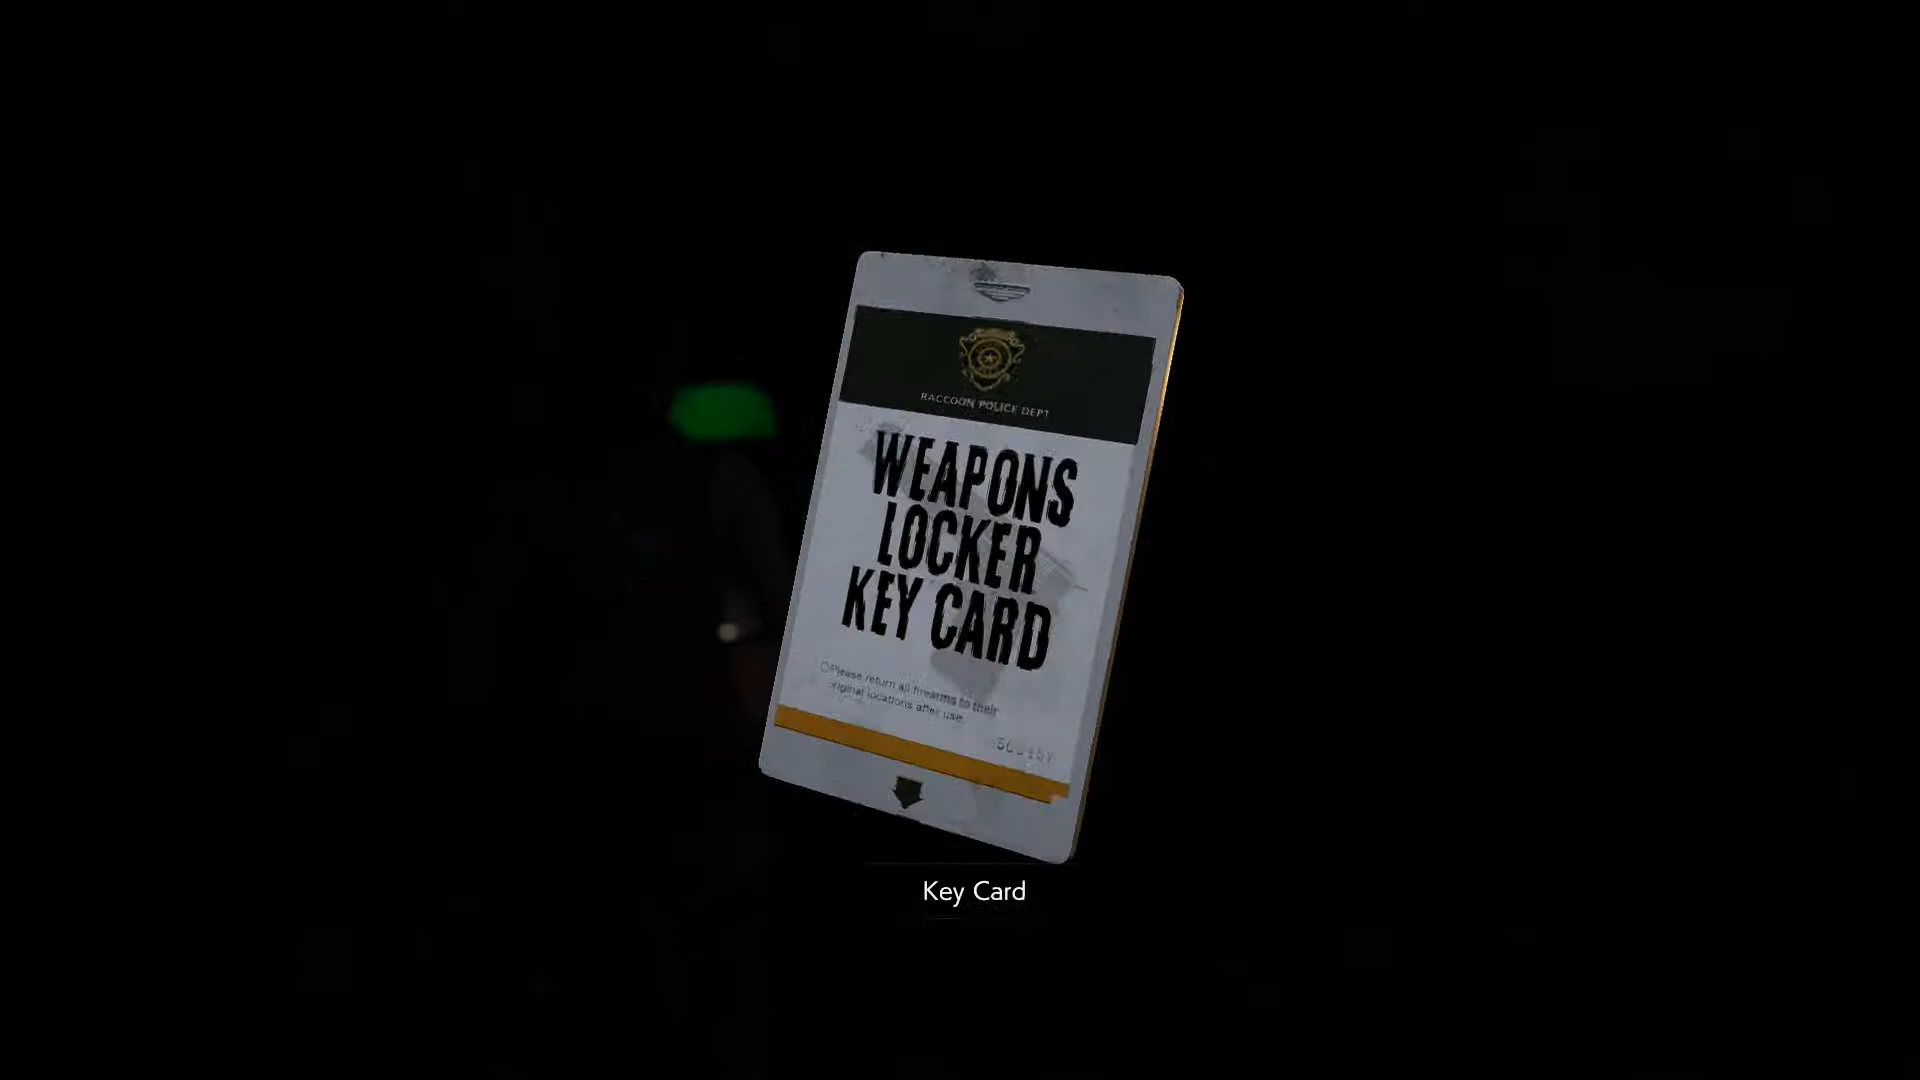 RACCOON POLICE DEPT
WEAPONS
LOCKER
KEY CARD
Please return all firearms to their
original locations after use.
Key Card